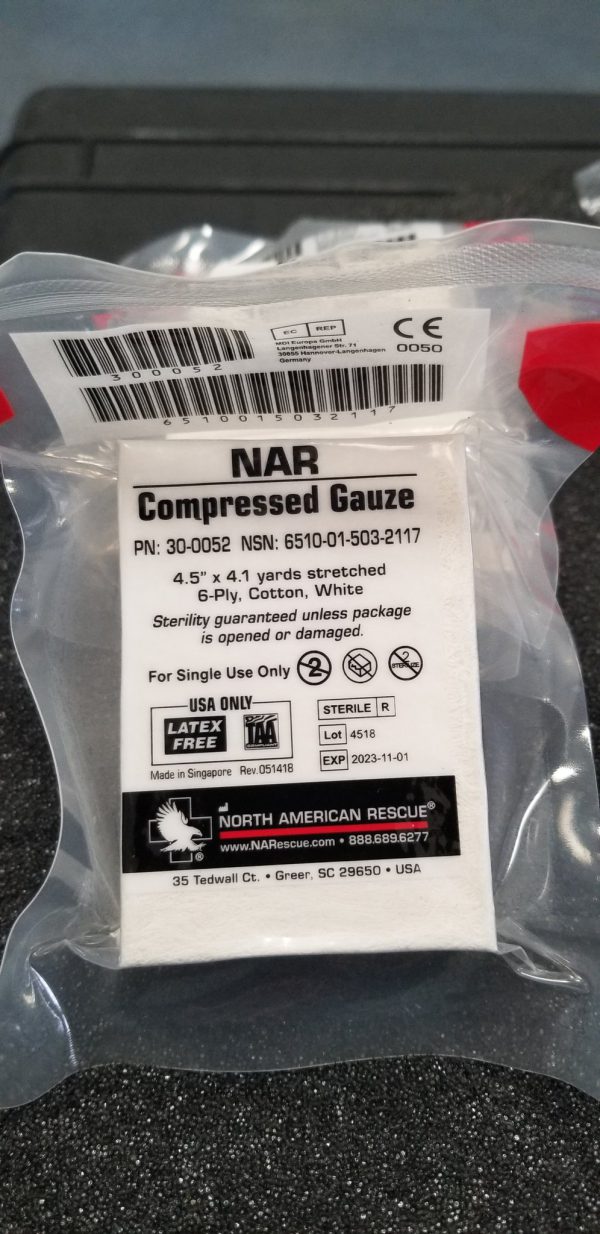 EC REP
MDI Europa GmbH
Langenhagener Str. 71
30855 Hannover-Langenhagen
Germany
CE
0050
300052
6510015032117
NAR
Compressed Gauze
PN: 30-0052 NSN: 6510-01-503-2117
4.5" x 4.1 yards stretched
6-Ply, Cotton, White
Sterility guaranteed unless package
is opened or damaged.
For Single Use Only 2 2 STERILIZE
USA ONLY
LATEX
FREE
TAA
STERILE R
Lot 4518
EXP 2023-11-01
Made in Singapore Rev.051418
NORTH AMERICAN RESCUE®
www.NARescue.com • 888.689.6277
®
35 Tedwall Ct. • Greer, SC 29650 • USA